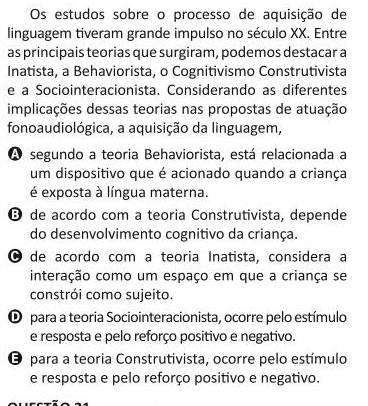 Os estudos sobre o processo de aquisição de
linguagem tiveram grande impulso no século XX. Entre
as principais teorias que surgiram, podemos destacar a
Inatista, a Behaviorista, o Cognitivismo Construtivista
e a Sociointeracionista. Considerando as diferentes
implicações dessas teorias nas propostas de atuação
fonoaudiológica, a aquisição da linguagem,
A segundo a teoria Behaviorista, está relacionada a
um dispositivo que é acionado quando a criança
é exposta à língua materna.
B de acordo com a teoria Construtivista, depende
do desenvolvimento cognitivo da criança.
C de acordo com a teoria Inatista, considera a
interação como um espaço em que a criança se
constrói como sujeito.
D para a teoria Sociointeracionista, ocorre pelo estímulo
e resposta e pelo reforço positivo e negativo.
E para a teoria Construtivista, ocorre pelo estímulo
e resposta e pelo reforço positivo e negativo.